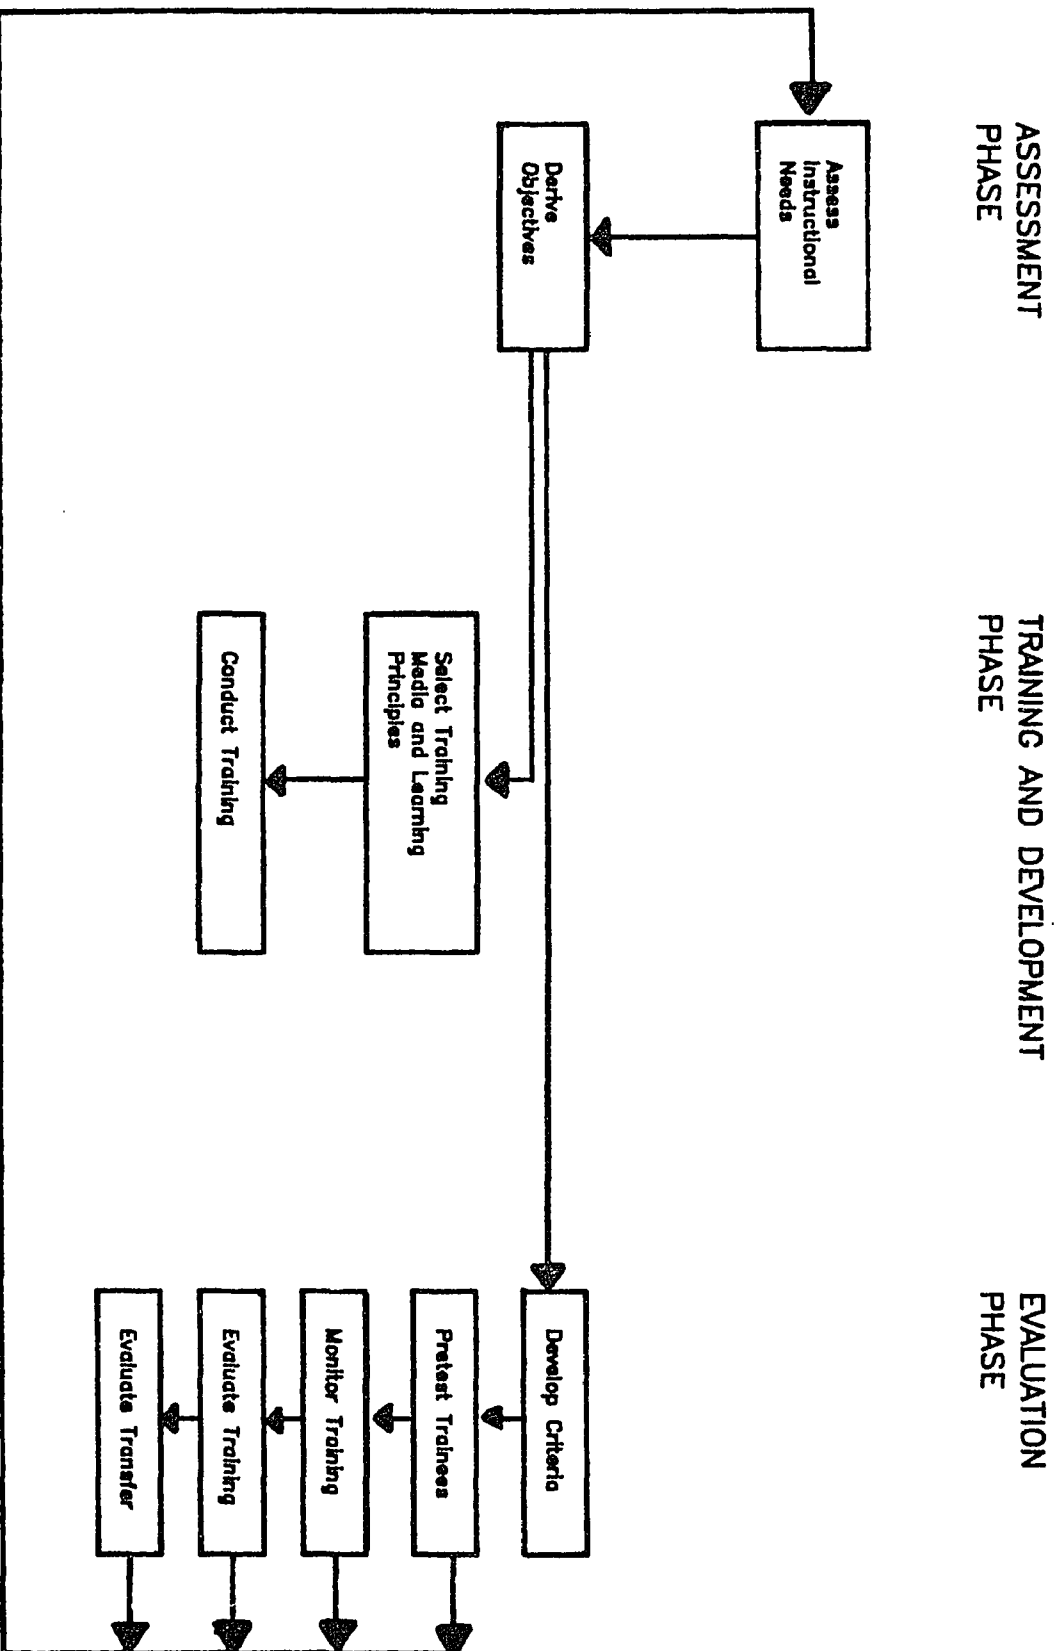 ASSESSMENT
PHASE
Assess
Instructional
Needs
Derive
Objectives
TRAINING AND DEVELOPMENT
PHASE
Select Training
Media and Learning
Principles
Conduct Training
EVALUATION
PHASE
Develop Criteria
Pretest Trainees
Monitor Training
Evaluate Training
Evaluate Transfer